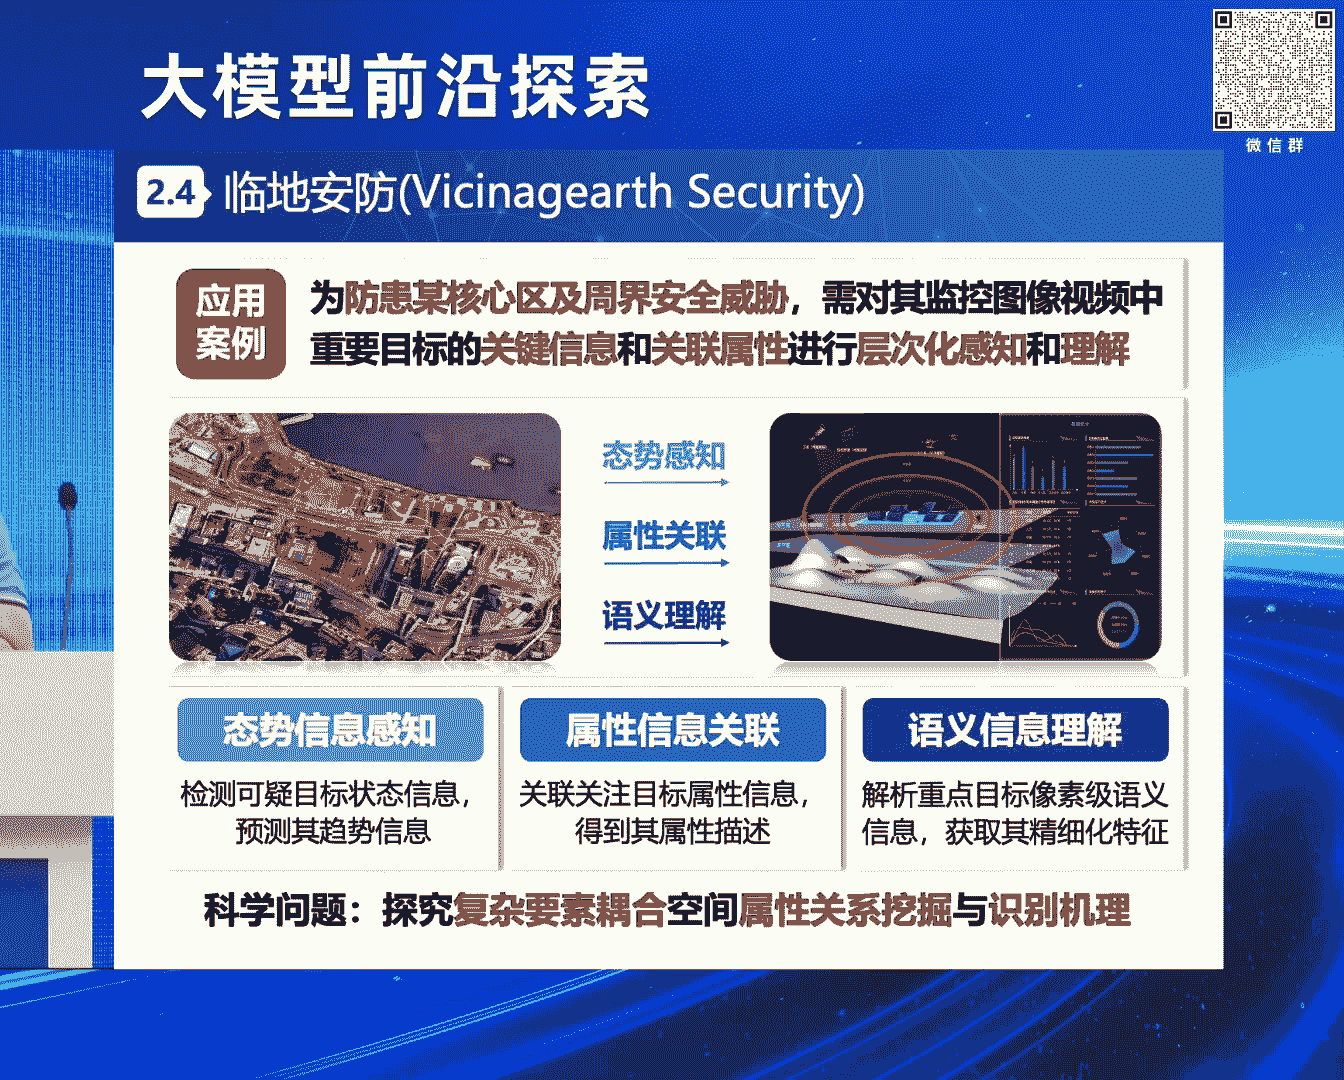 大模型前沿探索
微信群
2.4 临地安防(Vicinagearth Security)
应用
案例
为防患某核心区及周界安全威胁，需对其监控图像视频中
重要目标的关键信息和关联属性进行层次化感知和理解
态势感知
属性关联
语义理解
态势信息感知
检测可疑目标状态信息，
预测其趋势信息
属性信息关联
关联关注目标属性信息，
得到其属性描述
语义信息理解
解析重点目标像素级语义
信息，获取其精细化特征
科学问题：探究复杂要素耦合空间属性关系挖掘与识别机理